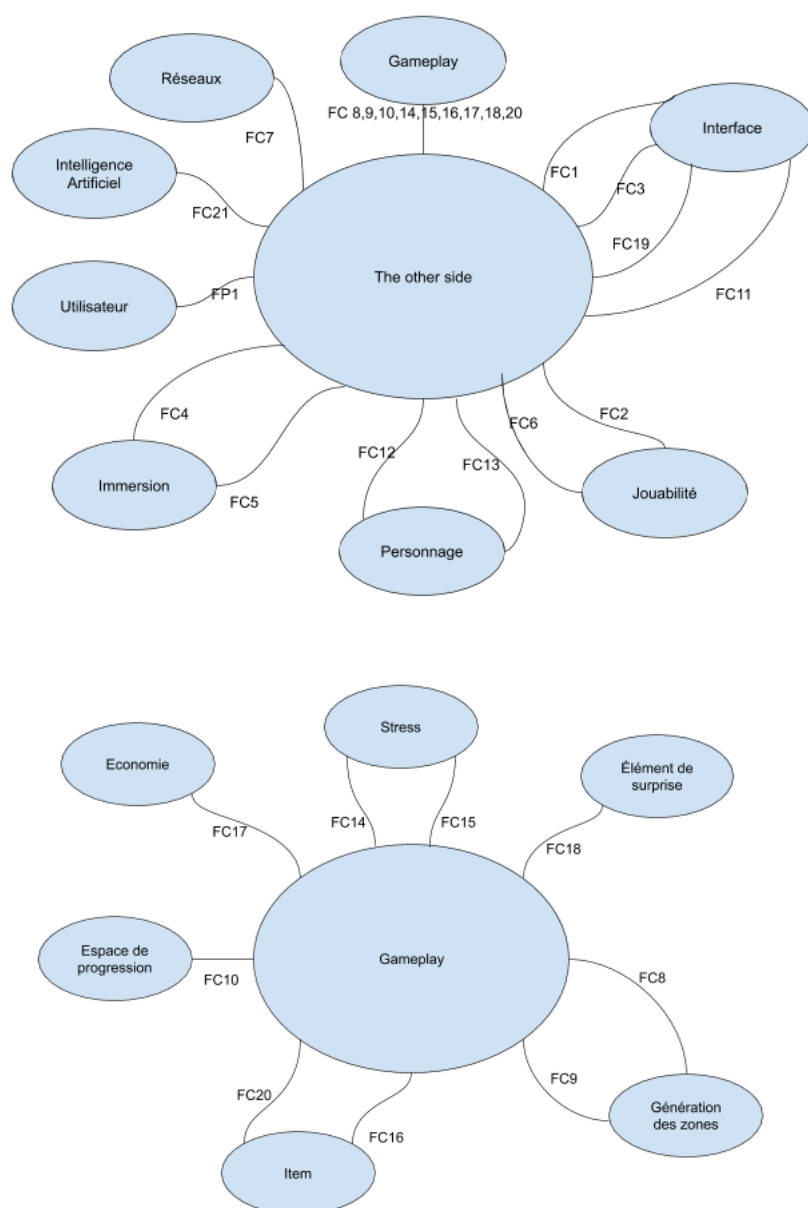 Gameplay
Réseaux
FC 8,9,10,14,15,16,17,18,20
Interface
FC7
Intelligence
Artificiel
FC1
FC3
FC21
FC19
The other side
Utilisateur
FP1
FC11
FC4
FC2
FC6
FC12
FC13
Immersion
FC5
Jouabilité
Personnage
Stress
Economie
Élément de
surprise
FC17
FC14
FC15
FC18
Espace de
progression
Gameplay
FC10
FC8
FC9
FC20
Génération
des zones
FC16
Item